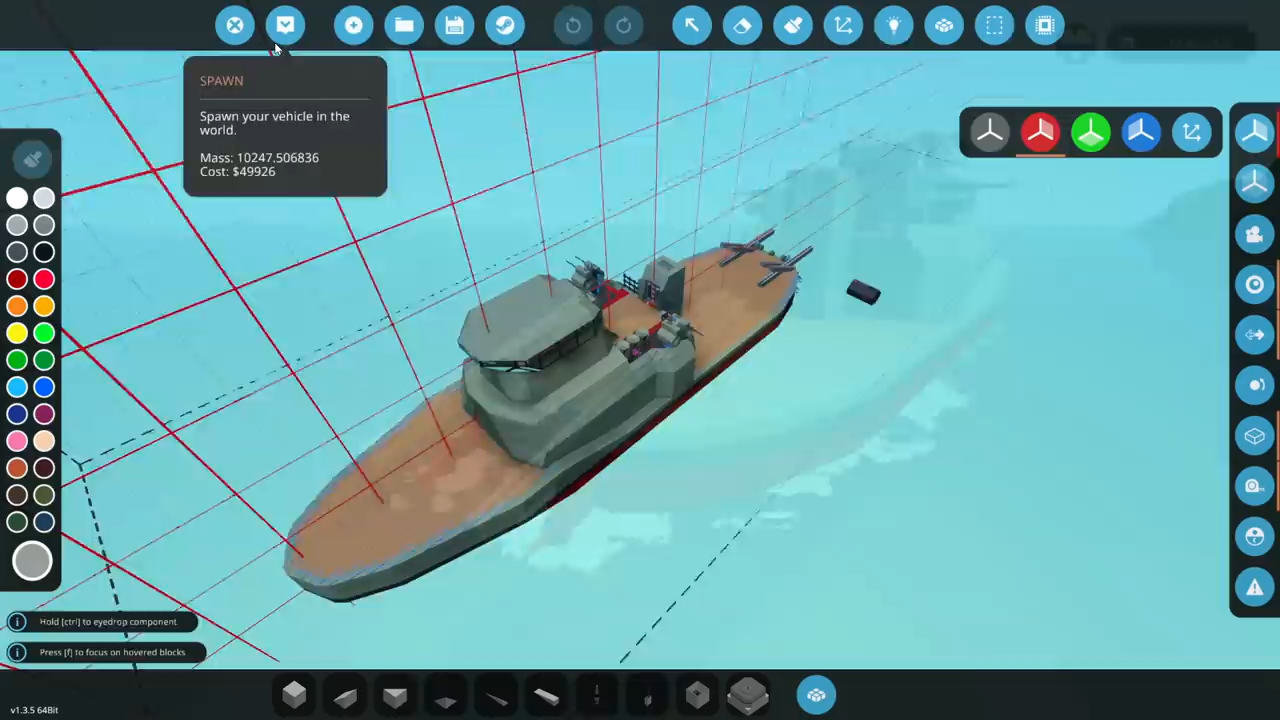 SPAWN
Spawn your vehicle in the
world.
Mass: 10247.506836
Cost: $49926
Hold [ctrl] to eyedrop component
Press [f] to focus on hovered blocks
v1.3.5 64Bit